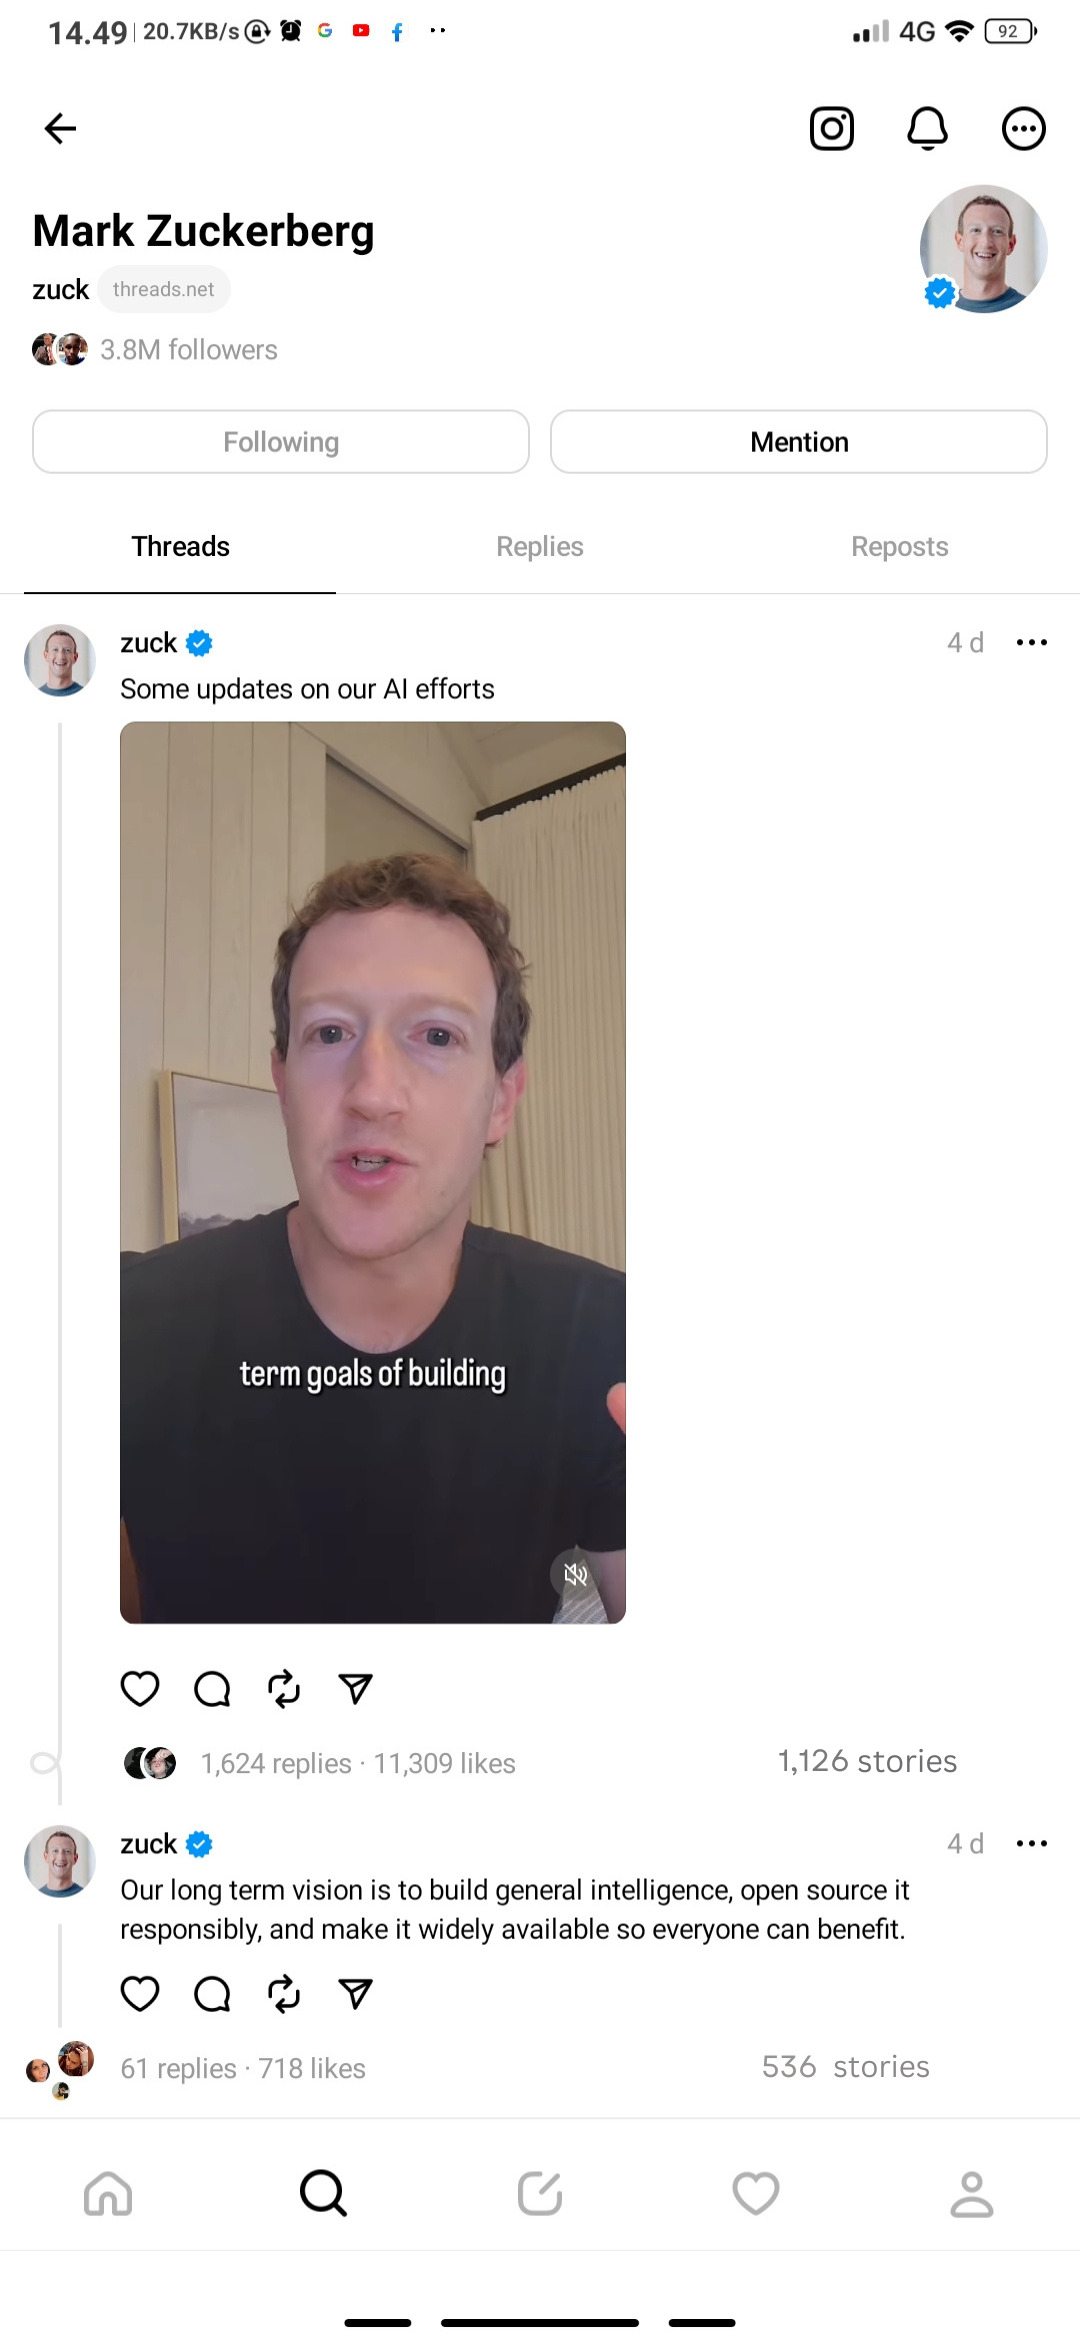 14.49 20.7KB/s 4G 92
Mark Zuckerberg
zuck threads.net
3.8M followers
Following Mention
Threads Replies Reposts
zuck 4 d
Some updates on our AI efforts
term goals of building
1,624 replies · 11,309 likes 1,126 stories
zuck 4 d
Our long term vision is to build general intelligence, open source it
responsibly, and make it widely available so everyone can benefit.
61 replies · 718 likes 536 stories